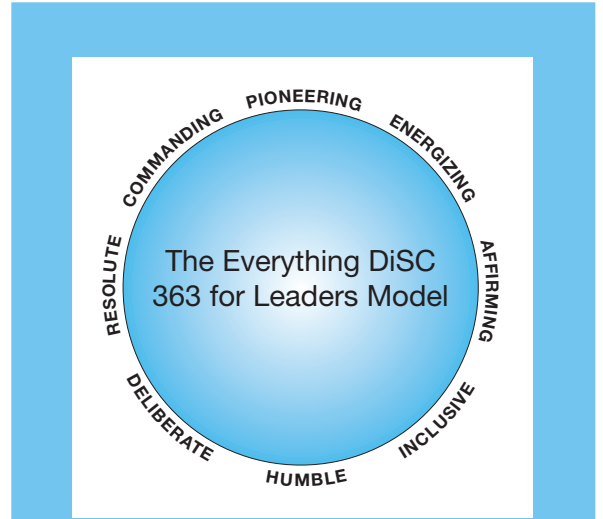 PIONEERING
ENERGIZING
AFFIRMING
INCLUSIVE
HUMBLE
DELIBERATE
RESOLUTE
COMMANDING
The Everything DiSC
363 for Leaders Model